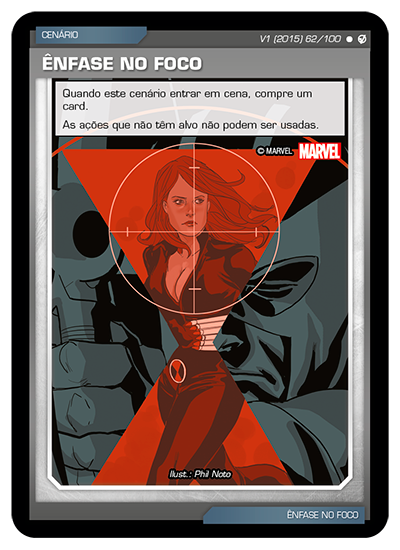 CENÁRIO
V1 (2015) 62/100
ÊNFASE NO FOCO
Quando este cenário entrar em cena, compre um
card.
As ações que não têm alvo não podem ser usadas.
© MARVEL MARVEL
Ilust.: Phil Noto
ÊNFASE NO FOCO